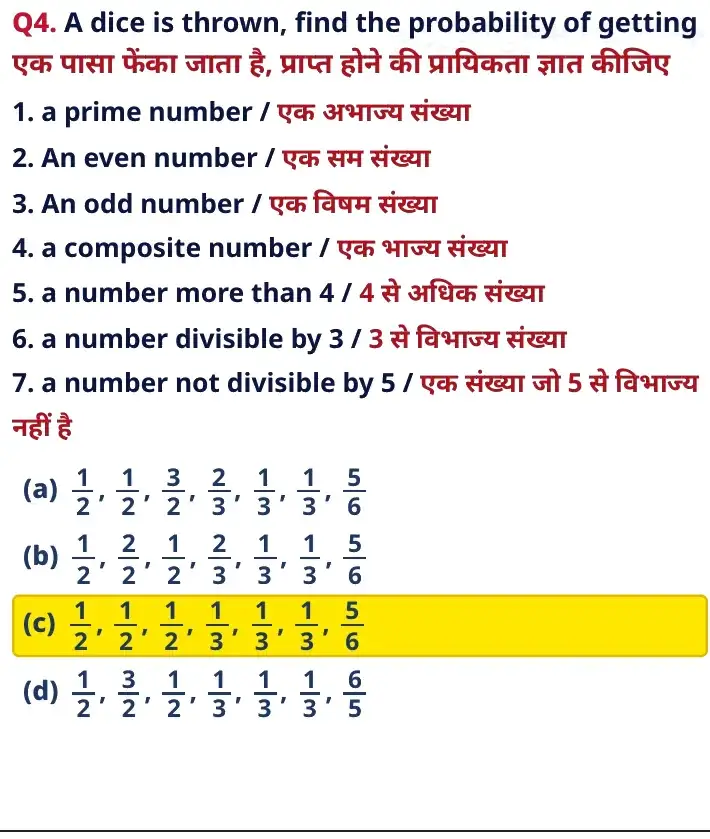 Q4. A dice is thrown, find the probability of getting
एक पासा फेंका जाता है, प्राप्त होने की प्रायिकता ज्ञात कीजिए
1. a prime number / एक अभाज्य संख्या
2. An even number / एक सम संख्या
3. An odd number / एक विषम संख्या
4. a composite number / एक भाज्य संख्या
5. a number more than 4 / 4 से अधिक संख्या
6. a number divisible by 3 / 3 से विभाज्य संख्या
7. a number not divisible by 5 / एक संख्या जो 5 से विभाज्य
नहीं है
(a) 1/2, 1/2, 3/2, 2/3, 1/3, 1/3, 5/6
(b) 1/2, 2/2, 1/2, 2/3, 1/3, 1/3, 5/6
(c) 1/2, 1/2, 1/2, 1/3, 1/3, 1/3, 5/6
(d) 1/2, 3/2, 1/2, 1/3, 1/3, 1/3, 6/5